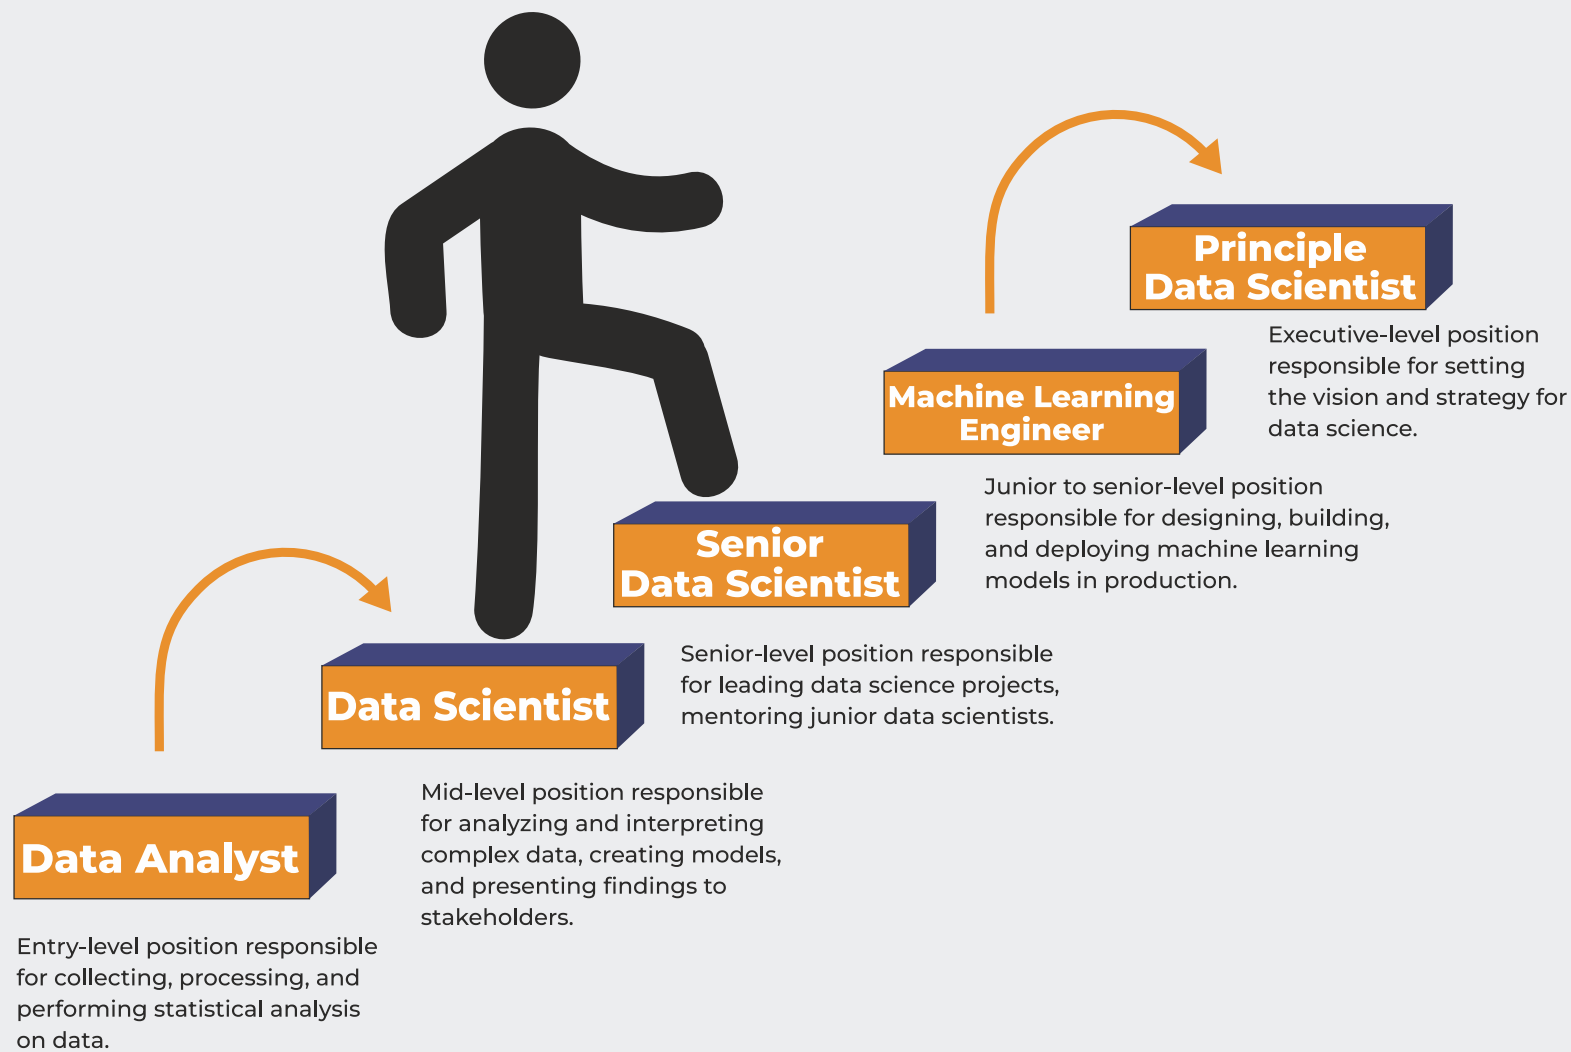 Principle
Data Scientist
Executive-level position
responsible for setting
the vision and strategy for
data science.
Machine Learning
Engineer
Junior to senior-level position
responsible for designing, building,
and deploying machine learning
models in production.
Senior
Data Scientist
Senior-level position responsible
for leading data science projects,
mentoring junior data scientists.
Data Scientist
Mid-level position responsible
for analyzing and interpreting
complex data, creating models,
and presenting findings to
stakeholders.
Data Analyst
Entry-level position responsible
for collecting, processing, and
performing statistical analysis
on data.